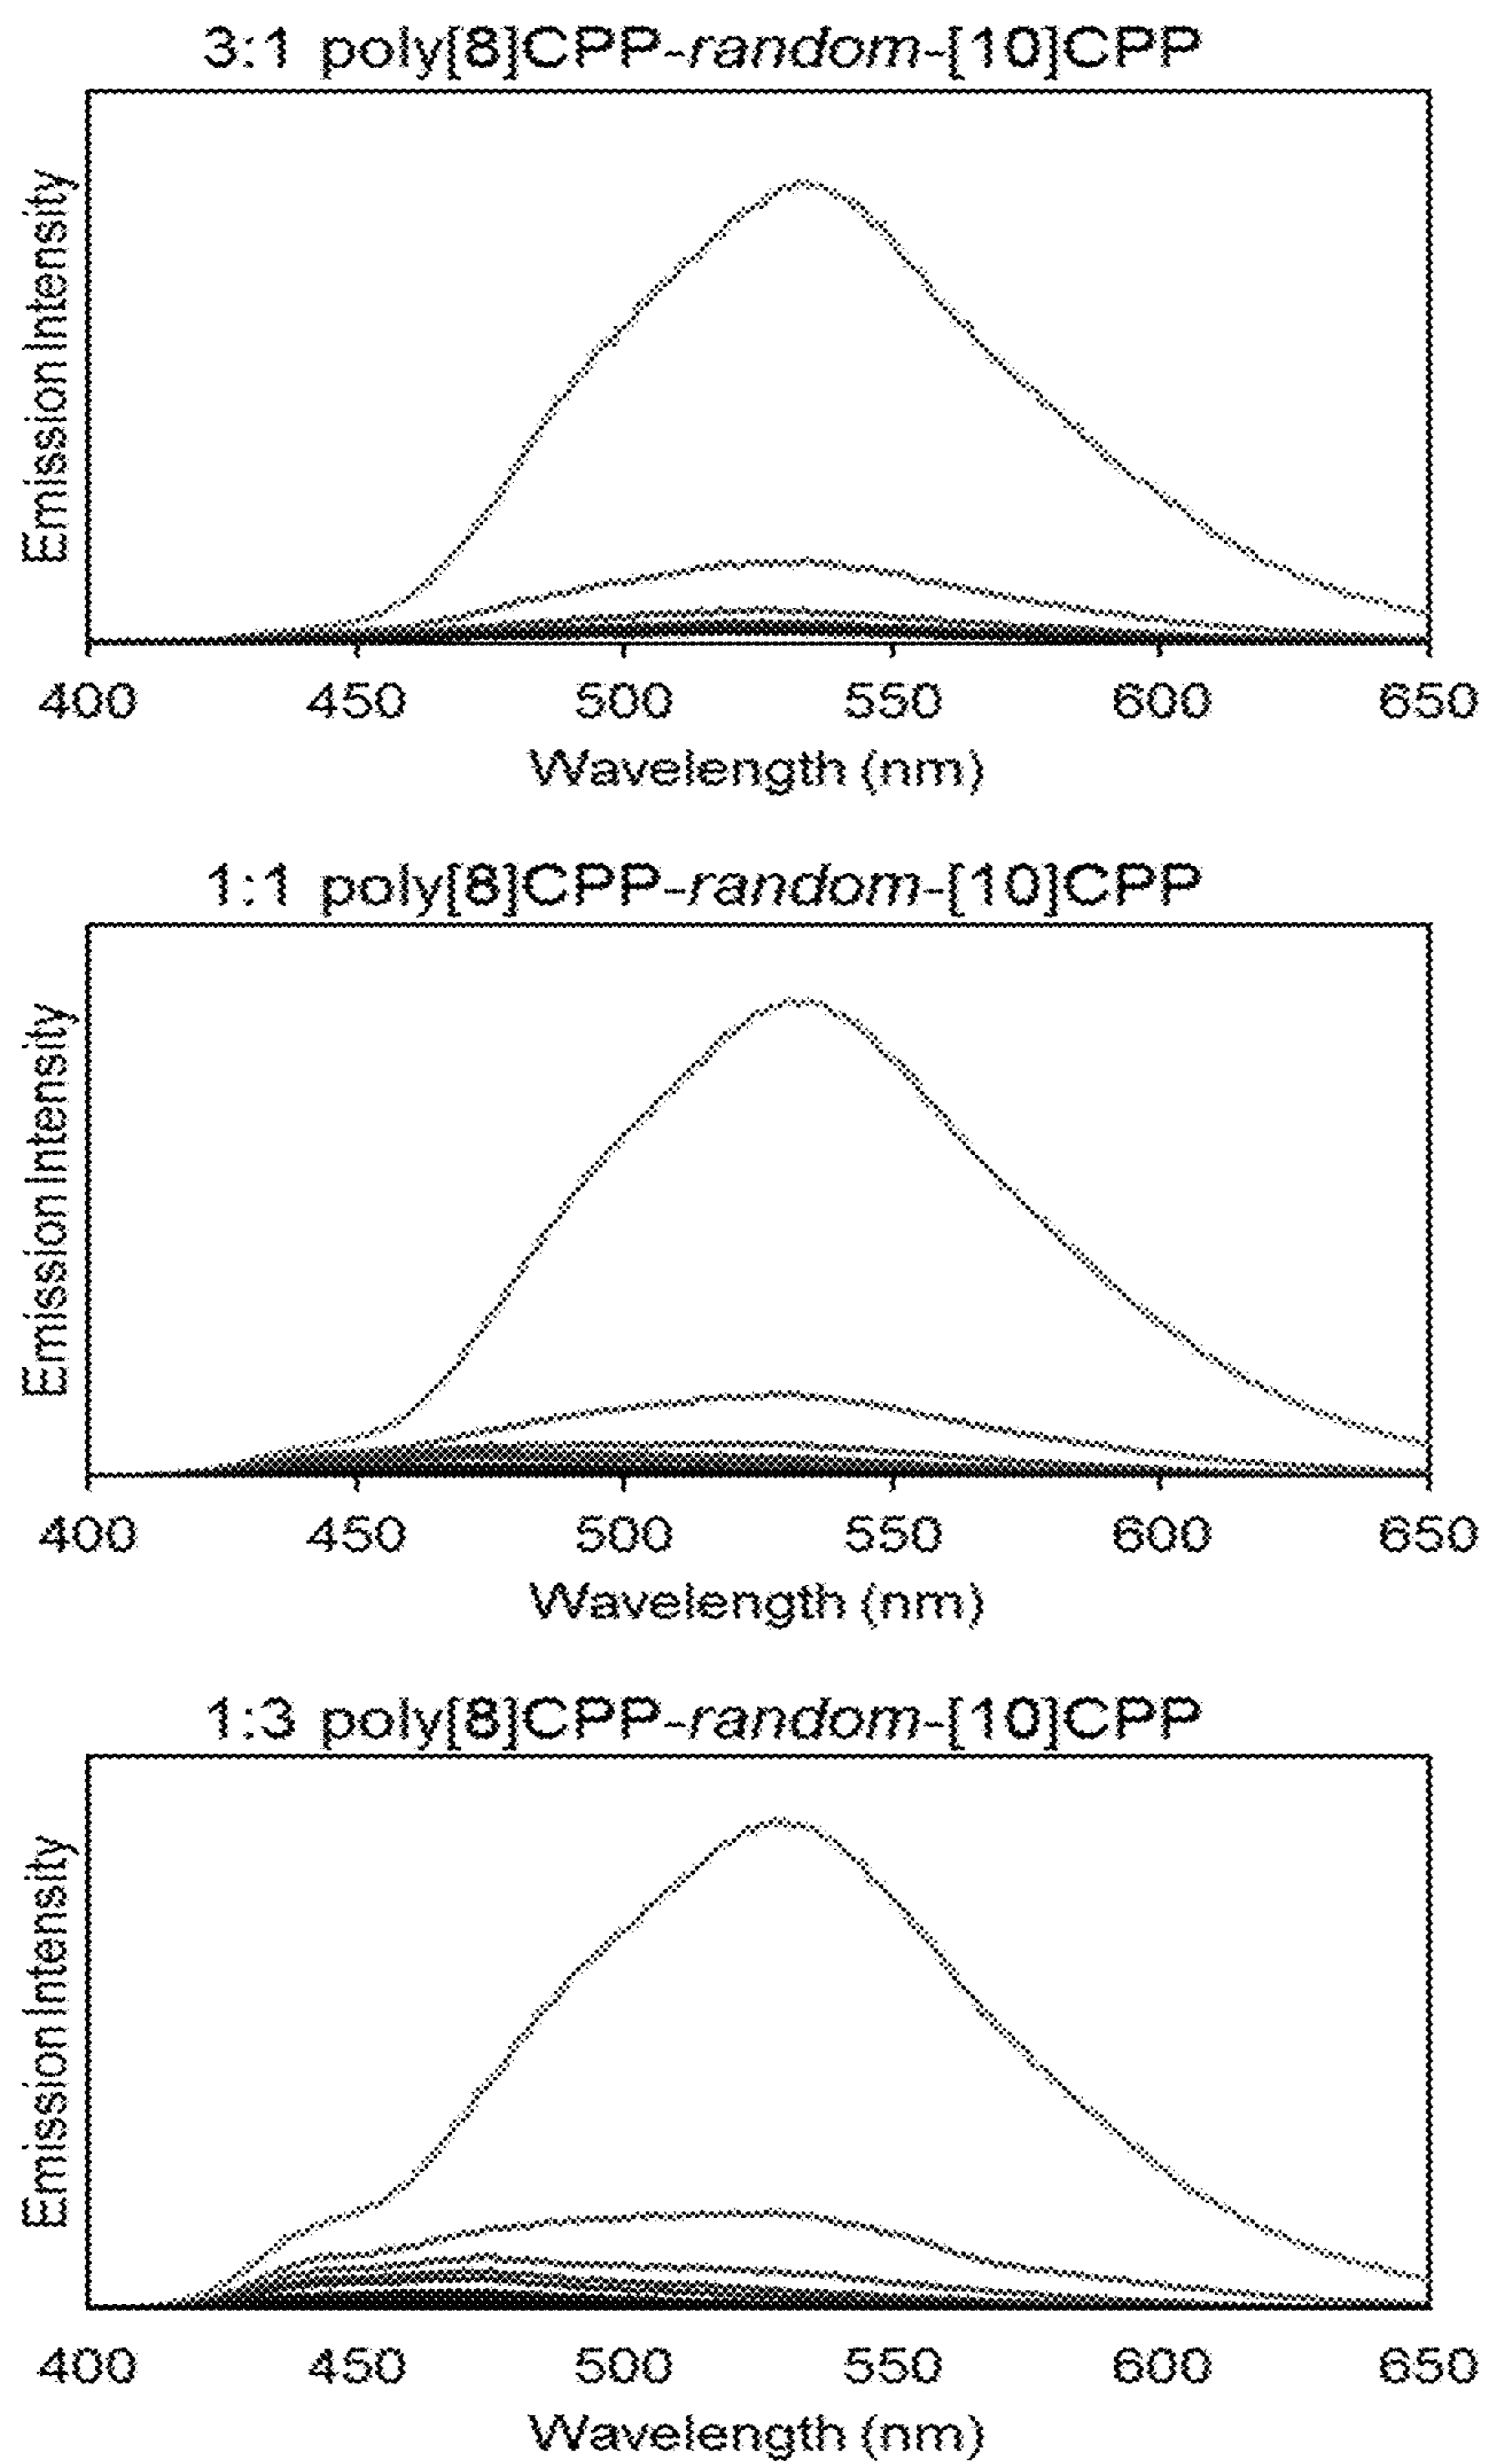 3:1 poly[8]CPP-random-[10]CPP
Emission Intensity
400 450 500 550 600 650
Wavelength (nm)
1:1 poly[8]CPP-random-[10]CPP
Emission Intensity
400 450 500 550 600 650
Wavelength (nm)
1:3 poly[8]CPP-random-[10]CPP
Emission Intensity
400 450 500 550 600 650
Wavelength (nm)